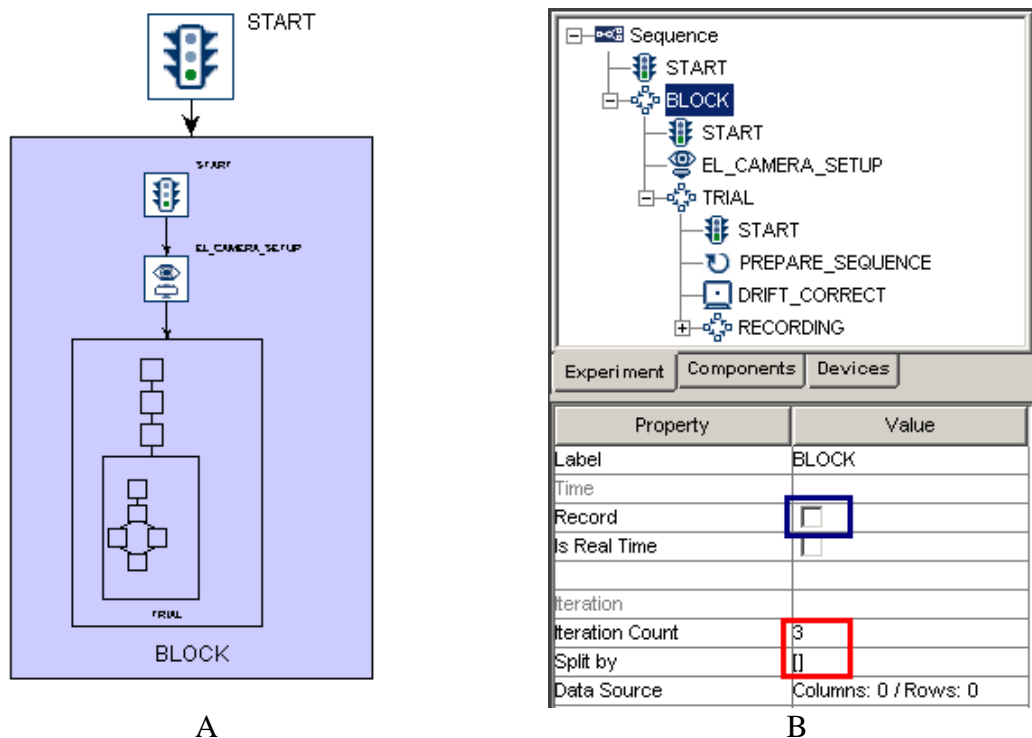 START
START
EL_CAMERA_SETUP
TRIAL
BLOCK
A
Sequence
START
BLOCK
START
EL_CAMERA_SETUP
TRIAL
START
PREPARE_SEQUENCE
DRIFT_CORRECT
RECORDING
Experiment Components Devices
Property Value
Label BLOCK
Time
Record
Is Real Time
Iteration
Iteration Count 3
Split by []
Data Source Columns: 0 / Rows: 0
B